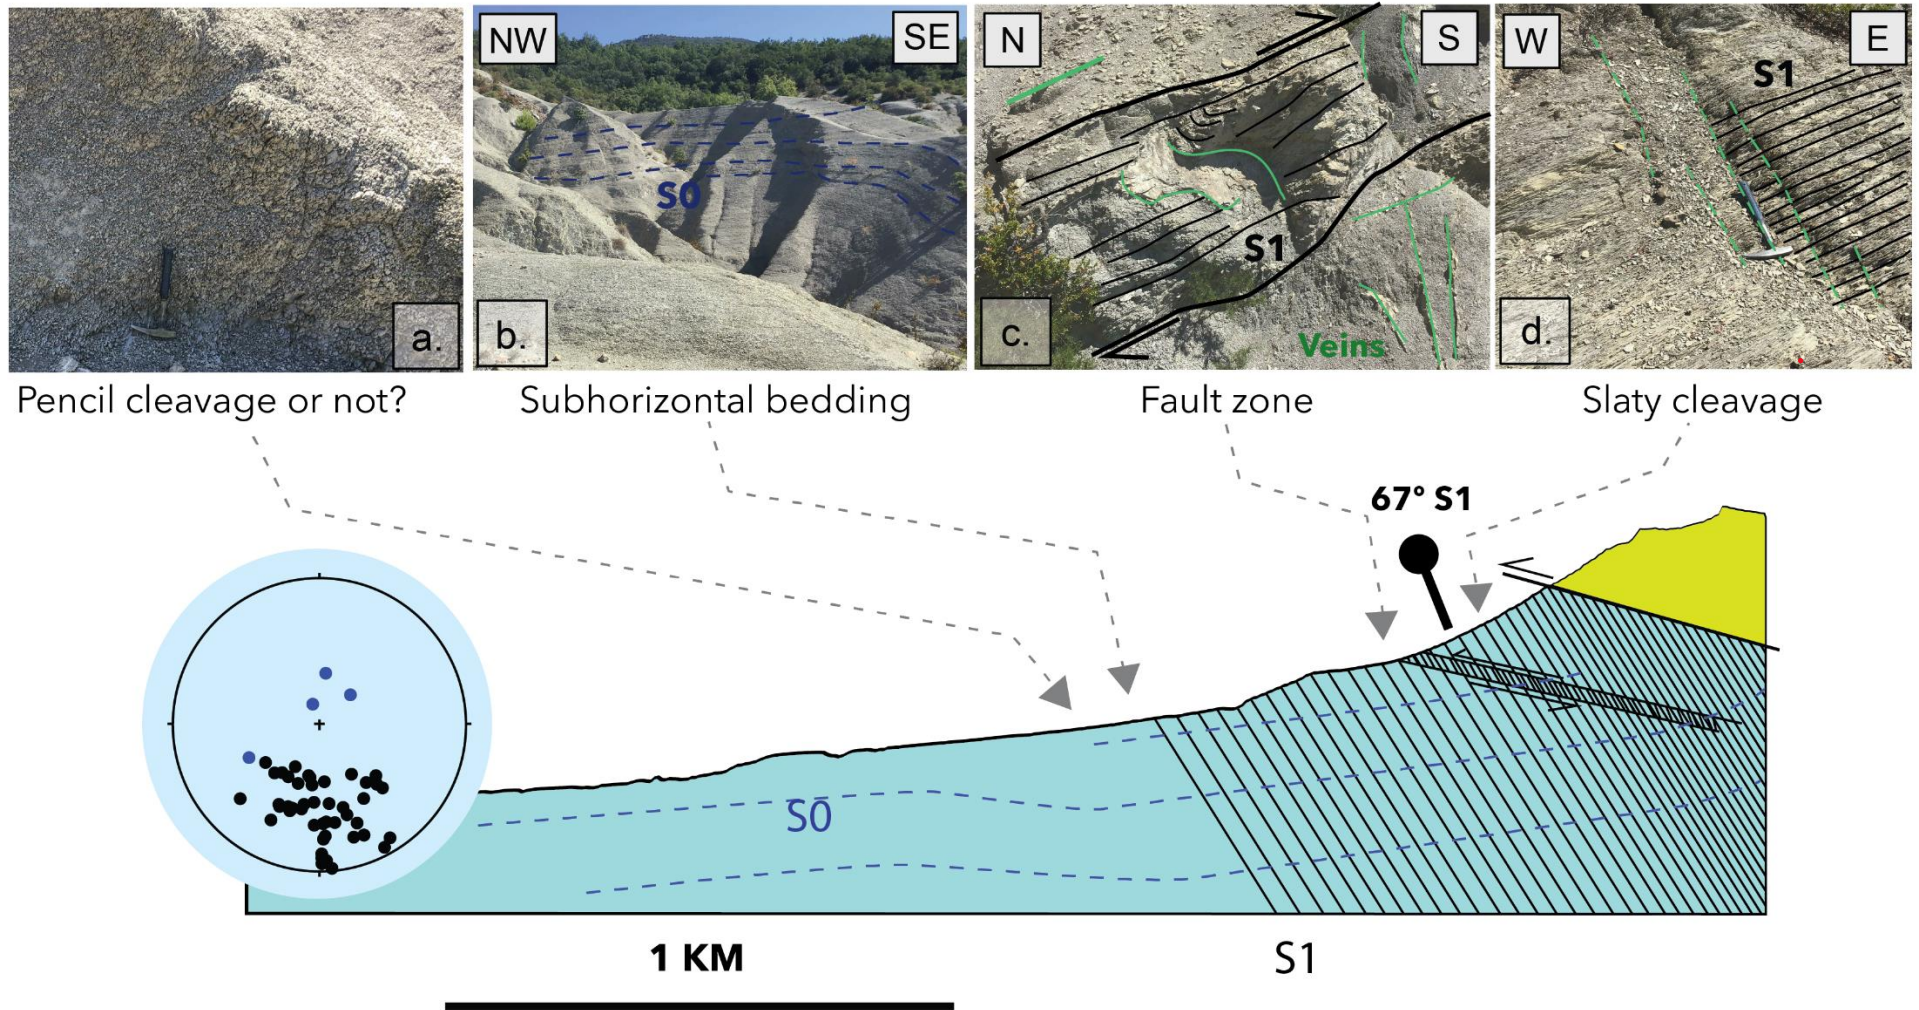 NW
SE
N
S
W
E
S1
S0
S1
a.
b.
c.
Veins
d.
Pencil cleavage or not?
Subhorizontal bedding
Fault zone
Slaty cleavage
67° S1
S0
1 KM
S1